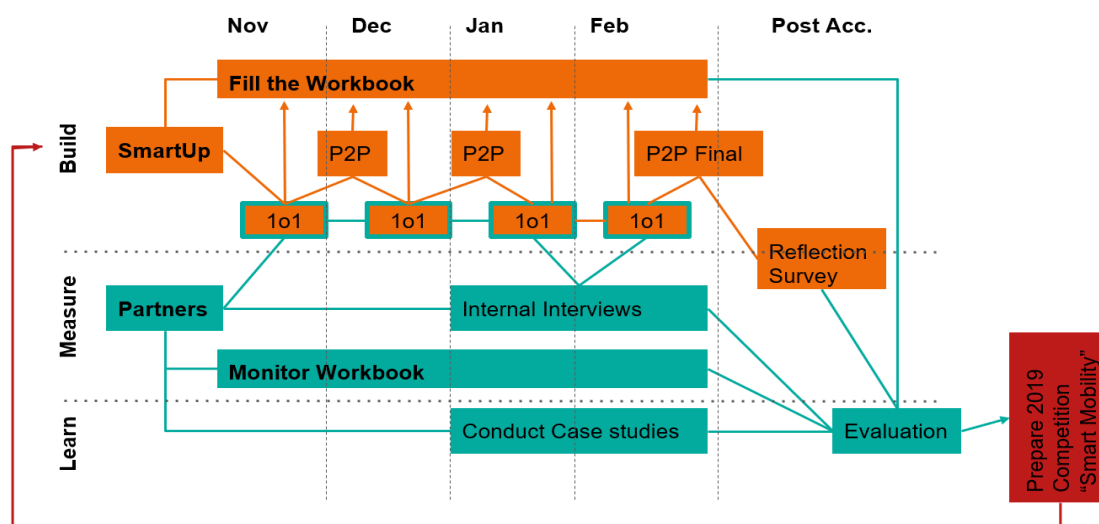 Nov Dec Jan Feb Post Acc.
Build
Fill the Workbook
SmartUp
P2P P2P P2P Final
1o1 1o1 1o1 1o1
Reflection
Survey
Measure
Partners
Internal Interviews
Monitor Workbook
Learn
Conduct Case studies
Evaluation
Prepare 2019
Competition
“Smart Mobility”